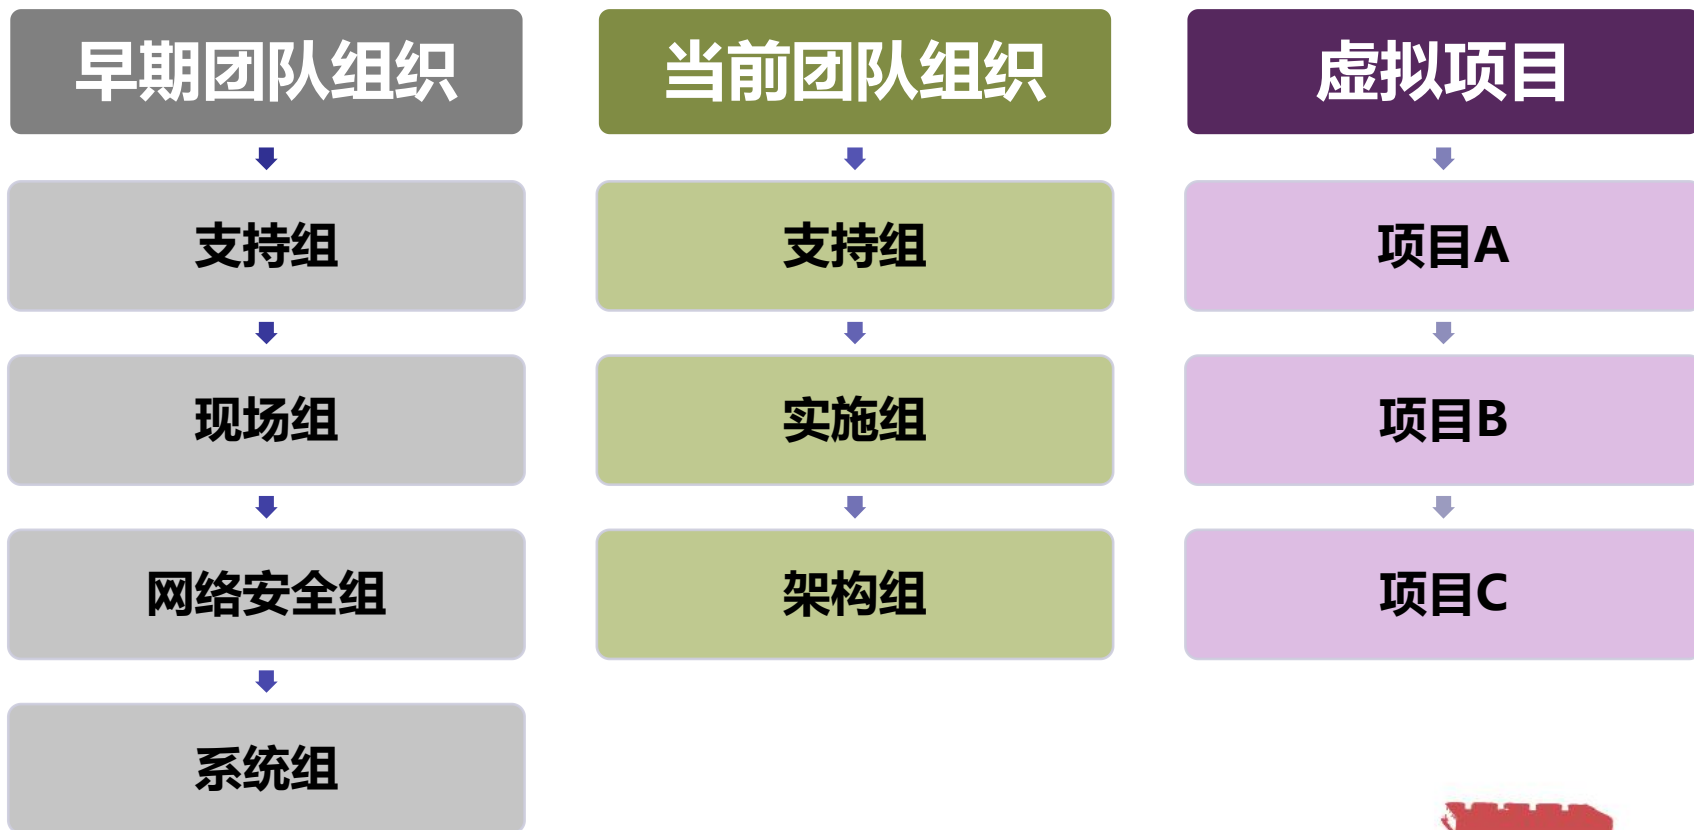 早期团队组织
支持组
现场组
网络安全组
系统组
当前团队组织
支持组
实施组
架构组
虚拟项目
项目A
项目B
项目C